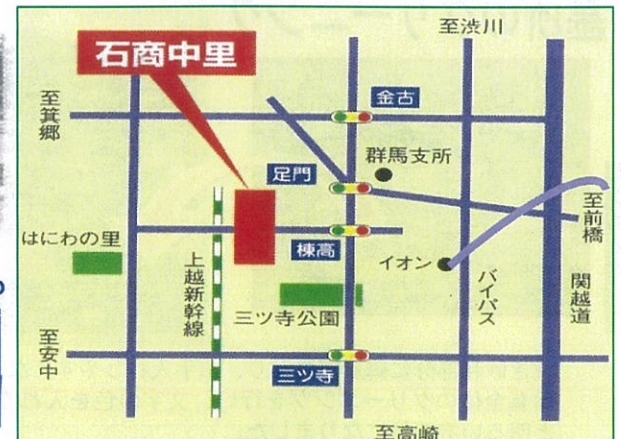 至渋川
石商中里
至箕郷
金古
群馬支所
足門
至前橋
はにわの里
上越新幹線
棟高
イオン
バイパス
関越道
三ツ寺公園
至安中
三ツ寺
至高崎